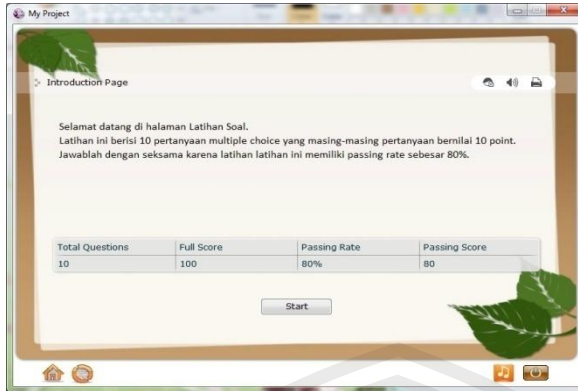 My Project
Introduction Page
Selamat datang di halaman Latihan Soal.
Latihan ini berisi 10 pertanyaan multiple choice yang masing-masing pertanyaan bernilai 10 point.
Jawablah dengan seksama karena latihan latihan ini memiliki passing rate sebesar 80%.
Total Questions Full Score Passing Rate Passing Score
10 100 80% 80
Start